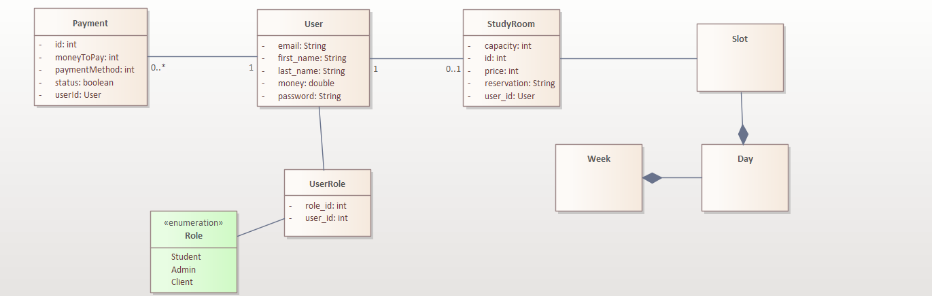 Payment
- id: int
- moneyToPay: int
- paymentMethod: int
- status: boolean
- userId: User
0..*
1
User
- email: String
- first_name: String
- last_name: String
- money: double
- password: String
1
0..1
StudyRoom
- capacity: int
- id: int
- price: int
- reservation: String
- user_id: User
Slot
Week
Day
UserRole
- role_id: int
- user_id: int
«enumeration»
Role
Student
Admin
Client